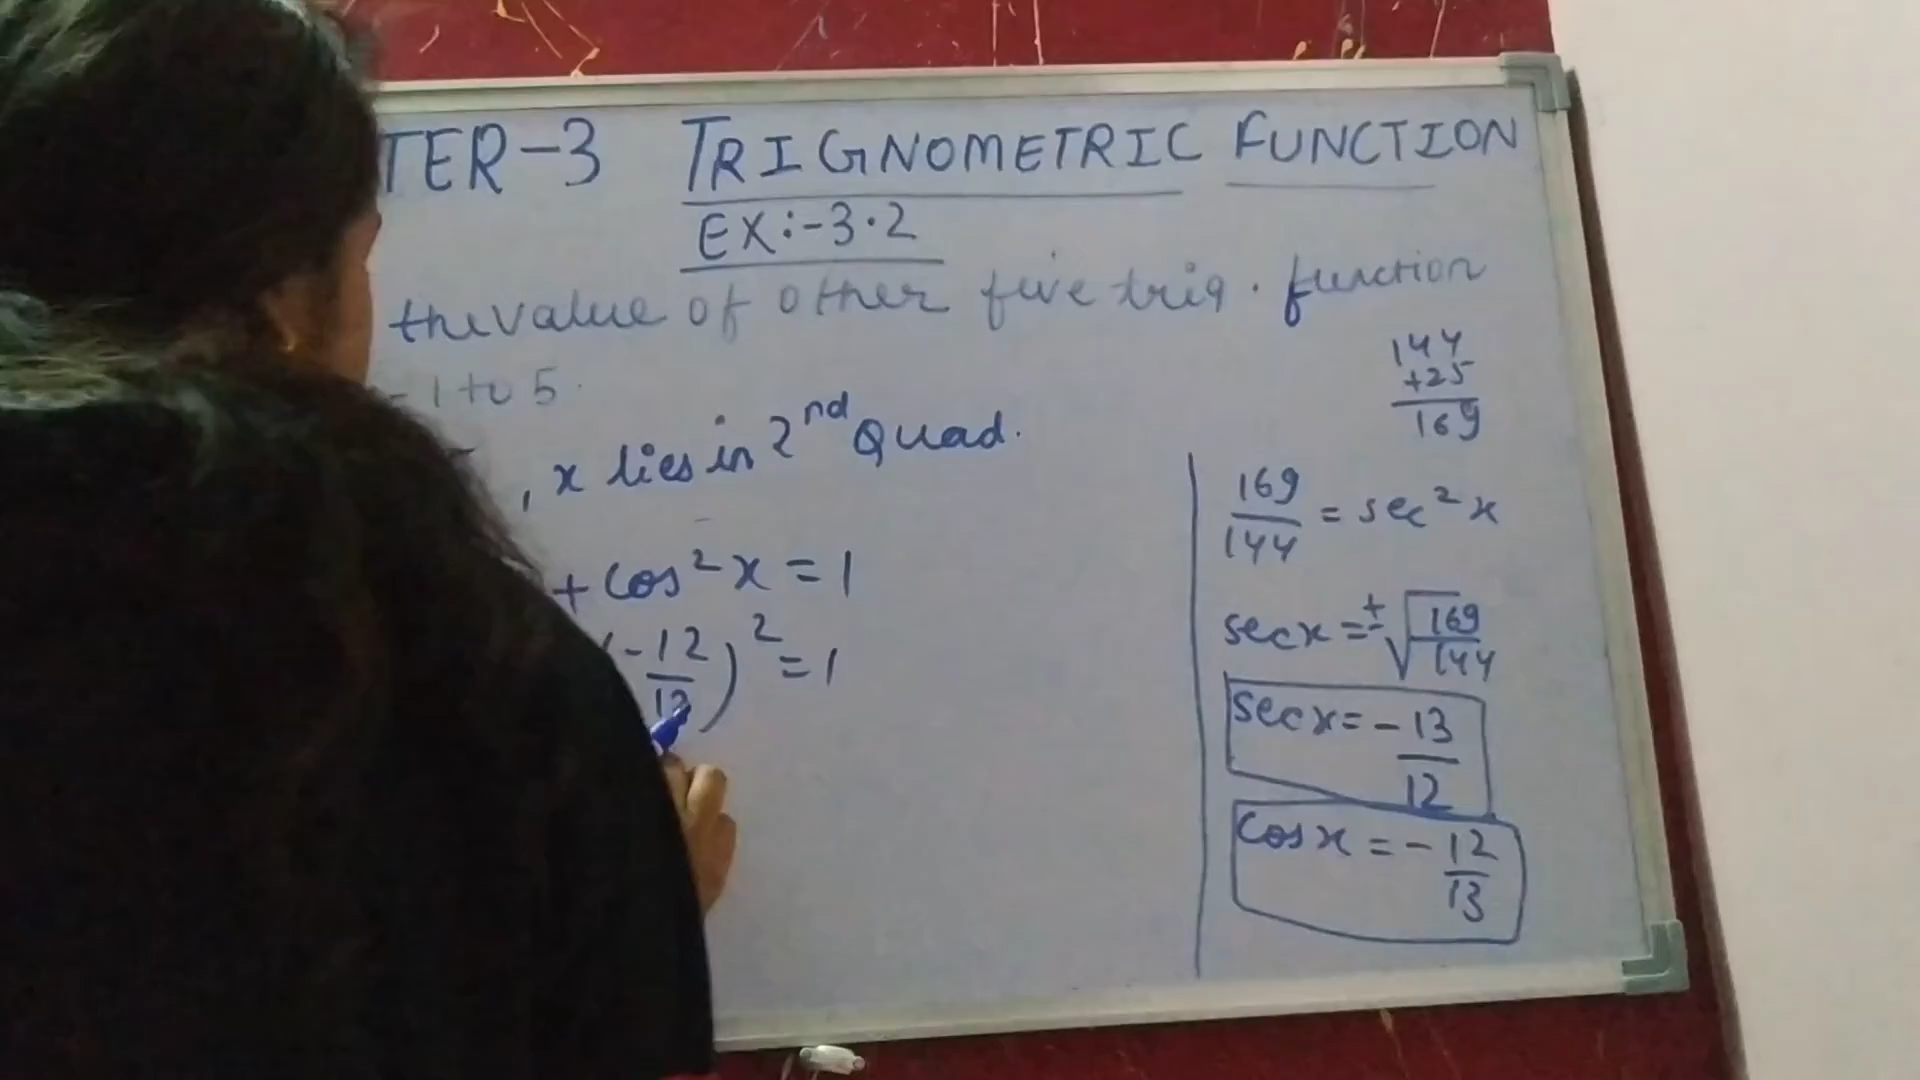 TER-3 TRIGNOMETRIC FUNCTION
EX:-3.2
the value of other five trig. function
- 1 to 5.
, x lies in 2nd Quad.
+ cos²x = 1
(-12/13)² = 1
144
+25
169
169/144 = sec²x
sec x = ±√169/144
sec x = -13/12
cos x = -12/13